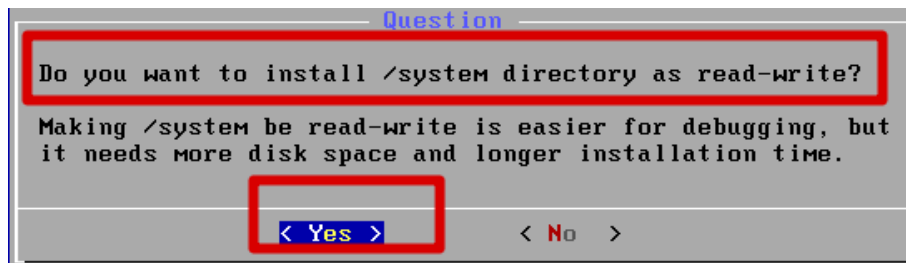 Question
Do you want to install /system directory as read-write?
Making /system be read-write is easier for debugging, but
it needs more disk space and longer installation time.
< Yes > < No >